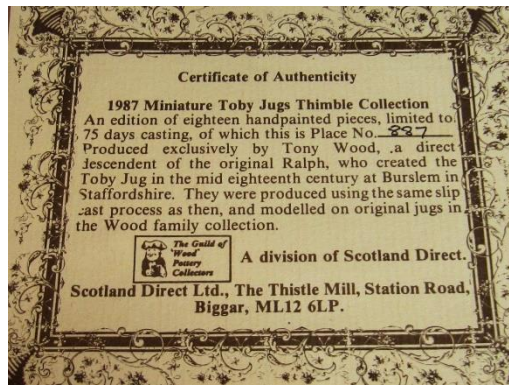 Certificate of Authenticity
1987 Miniature Toby Jugs Thimble Collection
An edition of eighteen handpainted pieces, limited to
75 days casting, of which this is Place No. 887
Produced exclusively by Tony Wood, a direct
descendent of the original Ralph, who created the
Toby Jug in the mid eighteenth century at Burslem in
Staffordshire. They were produced using the same slip
cast process as then, and modelled on original jugs in
the Wood family collection.
The Guild of
'Wood'
Pottery
Collectors
A division of Scotland Direct.
Scotland Direct Ltd., The Thistle Mill, Station Road,
Biggar, ML12 6LP.